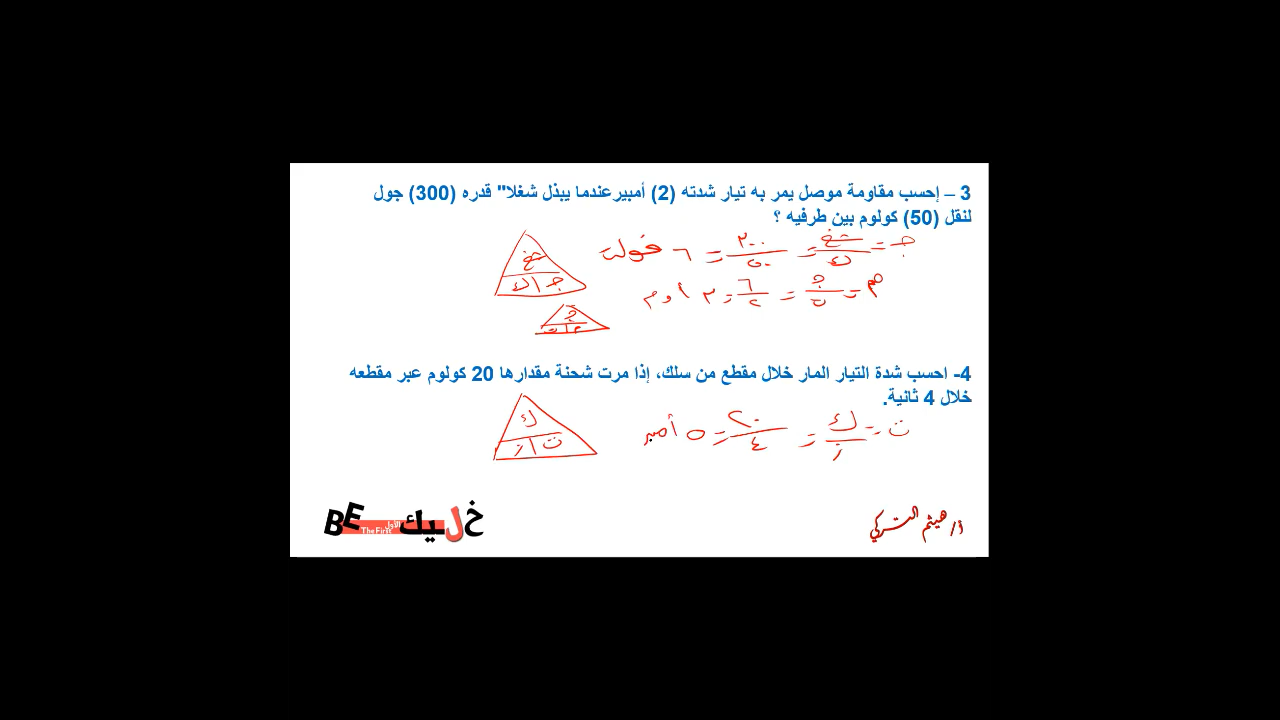 3 – إحسب مقاومة موصل يمر به تيار شدته (2) أمبيرعندما يبذل شغلا" قدره (300) جول
لنقل (50) كولوم بين طرفيه ؟
جـ = شغ / ك = ٣٠٠ / ٥٠ = ٦ فولت
شغ
جـ | ك
م = جـ / ت = ٦ / ٢ = ٣ أوم
جـ
م | ت
4- احسب شدة التيار المار خلال مقطع من سلك، إذا مرت شحنة مقدارها 20 كولوم عبر مقطعه
خلال 4 ثانية.
ت = ك / ز = ٢٠ / ٤ = ٥ أمبير
ك
ت | ز
أ/ هيثم التركي
خليك الأول
BE The First